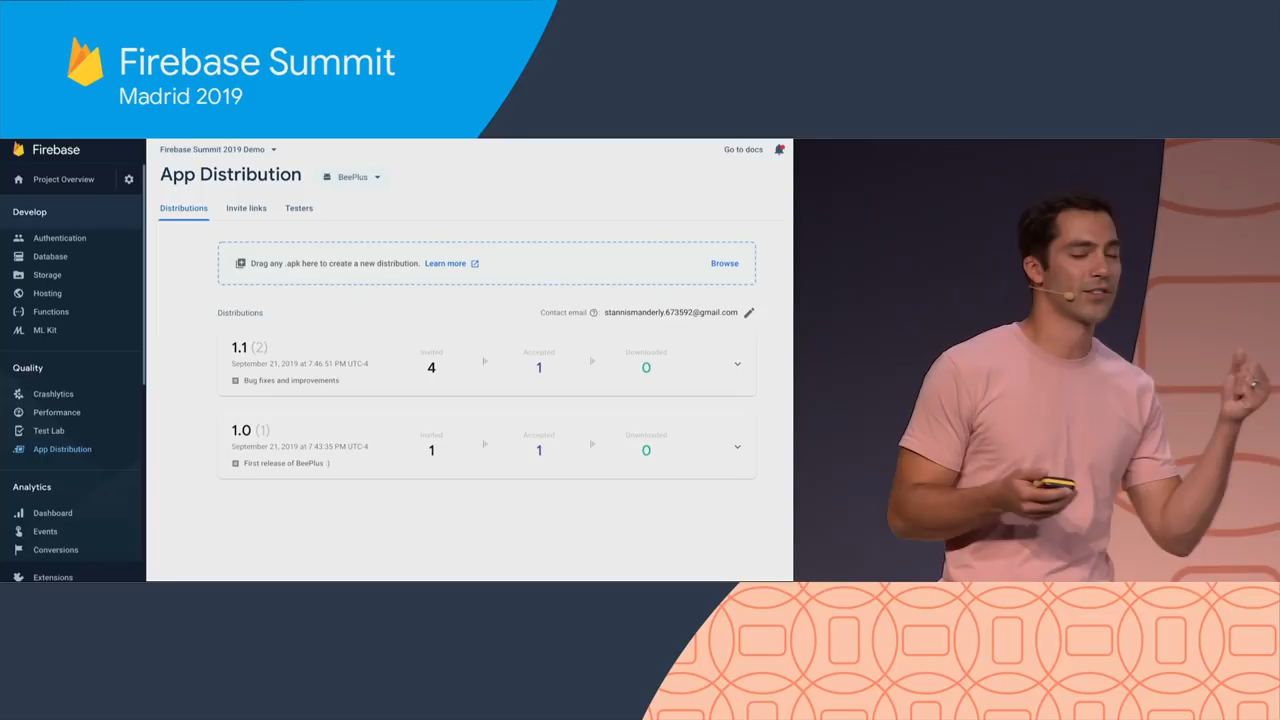 Firebase Summit
Madrid 2019
Firebase
Project Overview
Develop
Authentication
Database
Storage
Hosting
Functions
ML Kit
Quality
Crashlytics
Performance
Test Lab
App Distribution
Analytics
Dashboard
Events
Conversions
Extensions
Firebase Summit 2019 Demo
Go to docs
App Distribution
BeePlus
Distributions Invite links Testers
Drag any .apk here to create a new distribution. Learn more
Browse
Distributions
Contact email stannismanderly.673592@gmail.com
1.1 (2)
September 21, 2019 at 7:46:51 PM UTC-4
Bug fixes and improvements
Invited
4
Accepted
1
Downloaded
0
1.0 (1)
September 21, 2019 at 7:43:35 PM UTC-4
First release of BeePlus :)
Invited
1
Accepted
1
Downloaded
0